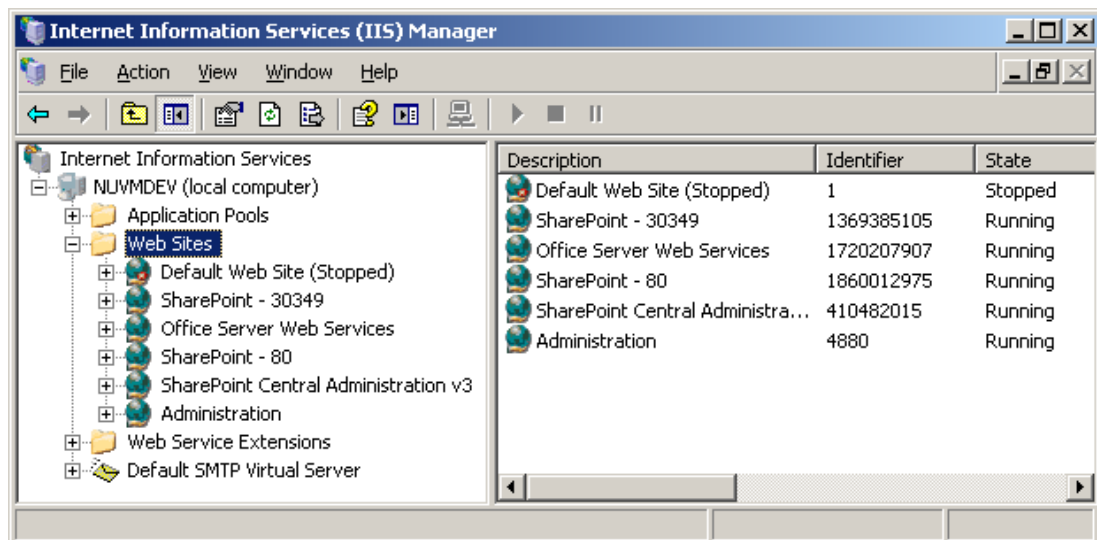 Internet Information Services (IIS) Manager
File Action View Window Help
Internet Information Services
NUVMDEV (local computer)
Application Pools
Web Sites
Default Web Site (Stopped)
SharePoint - 30349
Office Server Web Services
SharePoint - 80
SharePoint Central Administration v3
Administration
Web Service Extensions
Default SMTP Virtual Server
Description Identifier State
Default Web Site (Stopped) 1 Stopped
SharePoint - 30349 1369385105 Running
Office Server Web Services 1720207907 Running
SharePoint - 80 1860012975 Running
SharePoint Central Administra... 410482015 Running
Administration 4880 Running